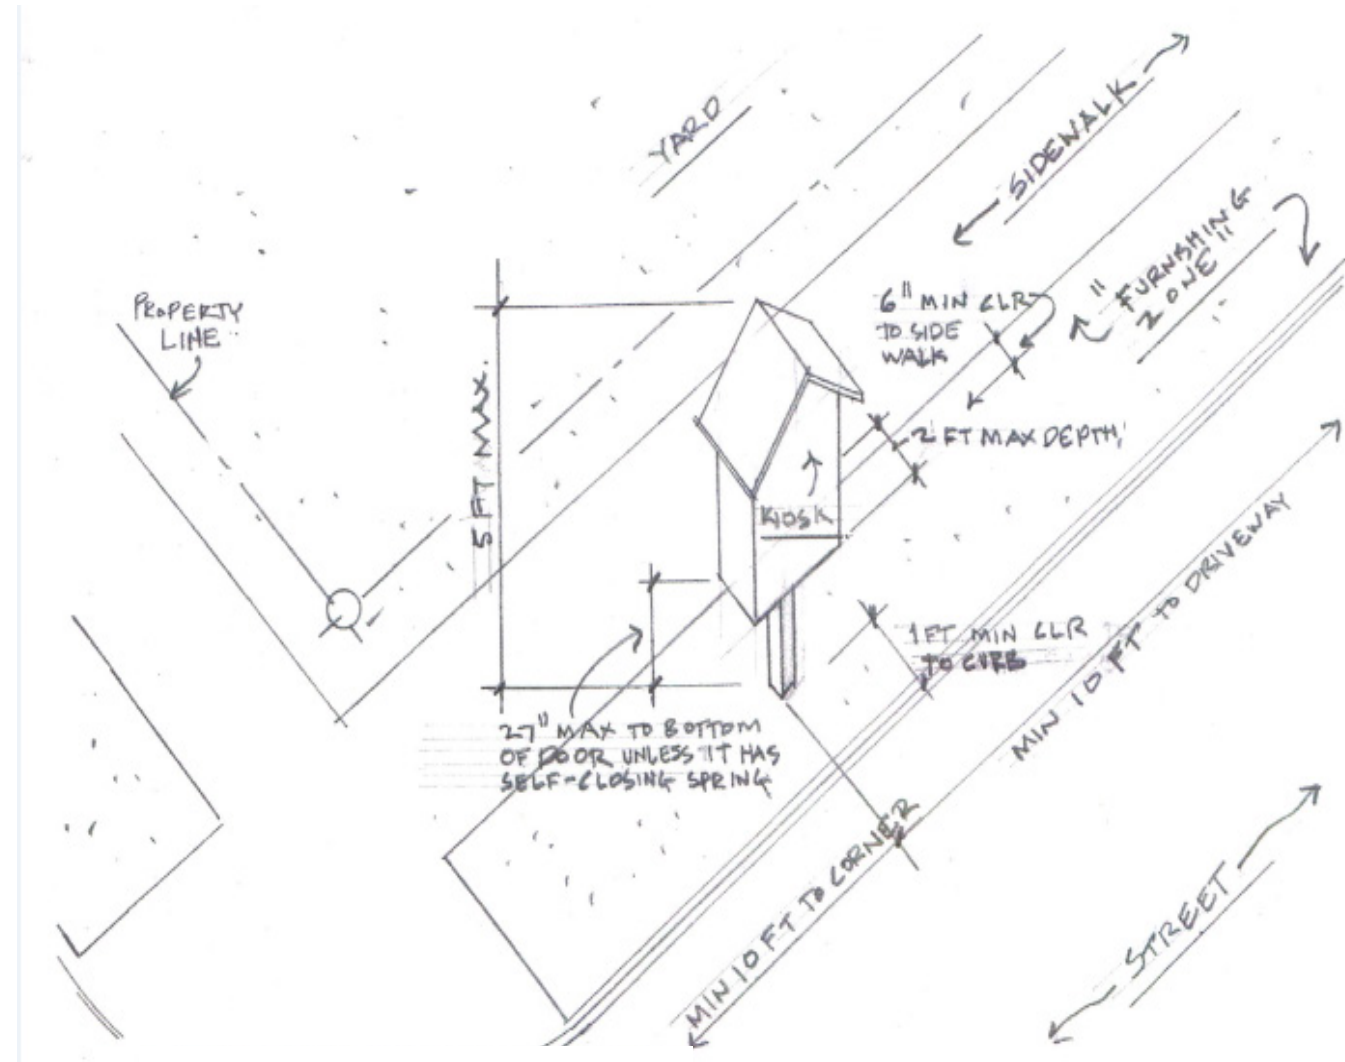 YARD
SIDEWALK
"FURNSHING
ZONE"
PROPERTY
LINE
6" MIN CLR
TO SIDE
WALK
5 FT MAX.
2 FT MAX DEPTH
KIOSK
1 FT MIN CLR
TO CURB
MIN 10 FT TO DRIVEWAY
27" MAX TO BOTTOM
OF DOOR UNLESS IT HAS
SELF-CLOSING SPRING
MIN 10 FT TO CORNER
STREET